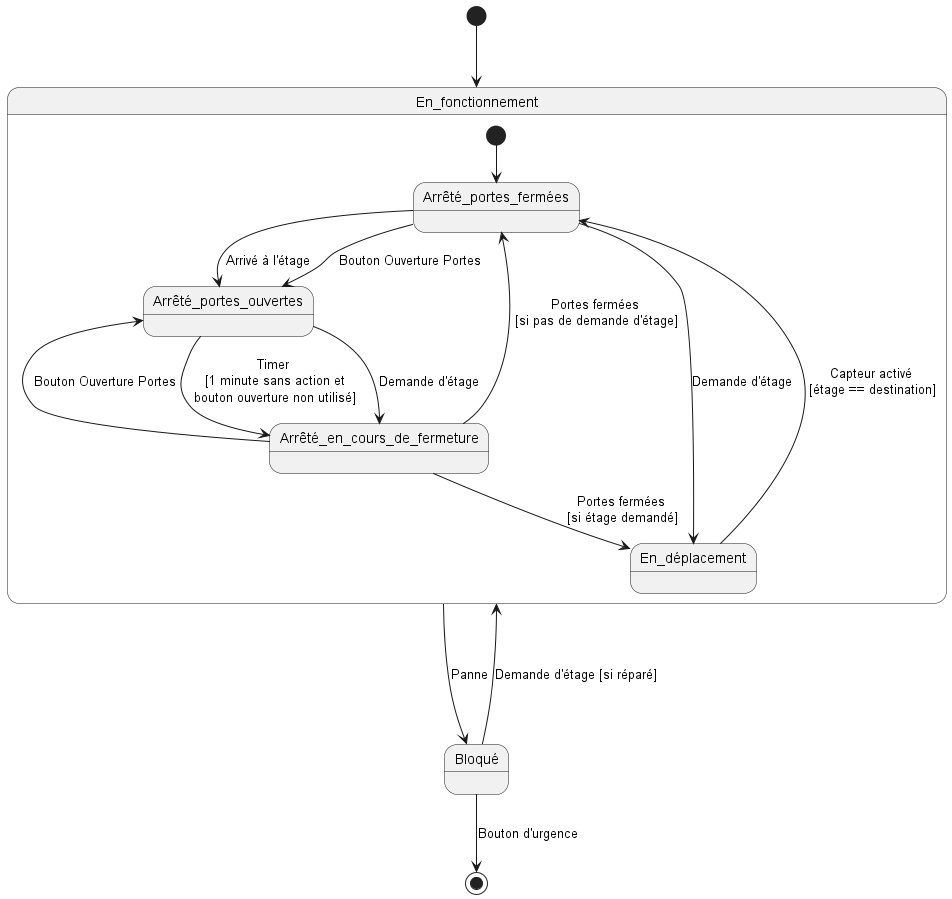 En_fonctionnement
Arrêté_portes_fermées
Arrivé à l'étage
Bouton Ouverture Portes
Arrêté_portes_ouvertes
Portes fermées
[si pas de demande d'étage]
Bouton Ouverture Portes
Timer
[1 minute sans action et
bouton ouverture non utilisé]
Demande d'étage
Demande d'étage
Capteur activé
[étage == destination]
Arrêté_en_cours_de_fermeture
Portes fermées
[si étage demandé]
En_déplacement
Panne
Demande d'étage [si réparé]
Bloqué
Bouton d'urgence